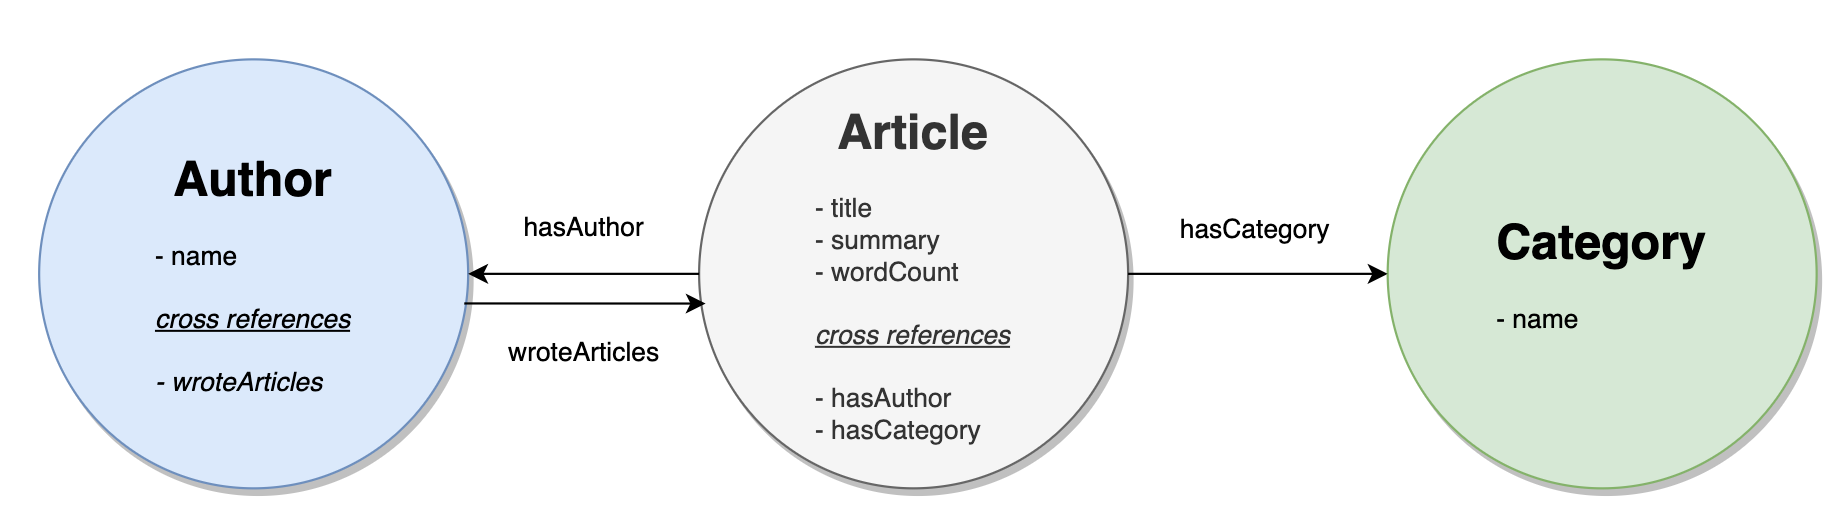 Author
- name
cross references
- wroteArticles
hasAuthor
wroteArticles
Article
- title
- summary
- wordCount
cross references
- hasAuthor
- hasCategory
hasCategory
Category
- name